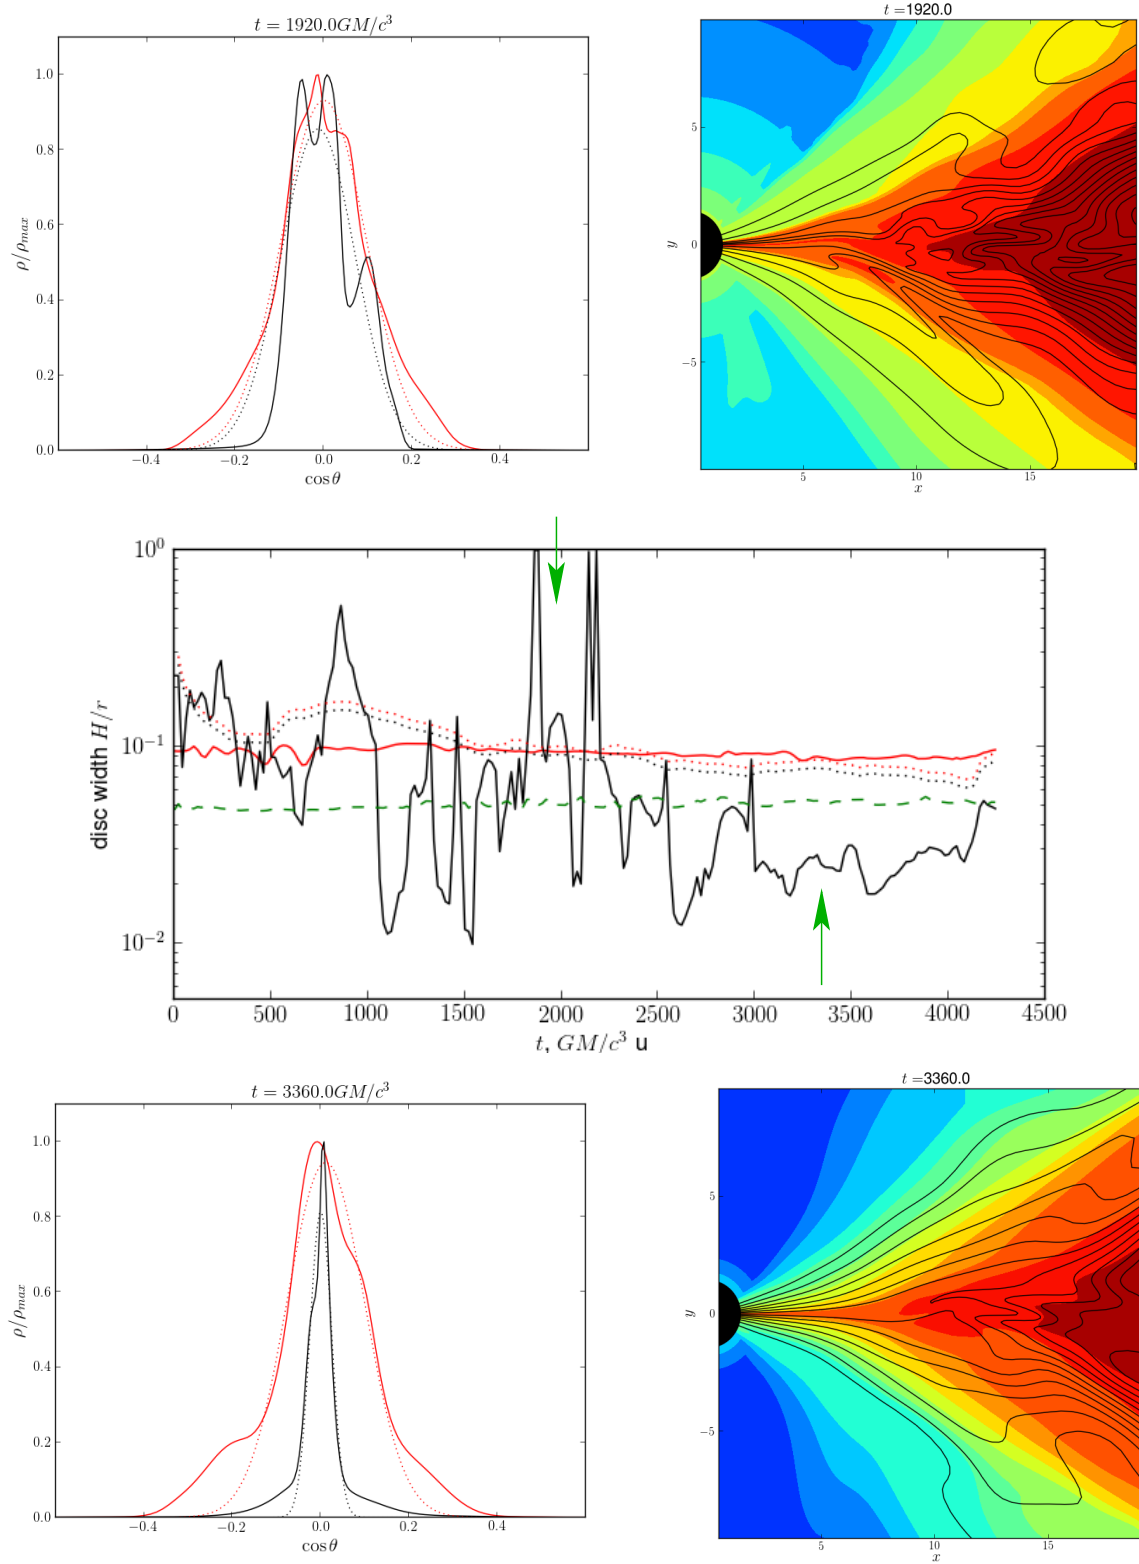 t = 1920.0GM/c³
t =1920.0
1.0
0.8
0.6
0.4
0.2
0.0
ρ/ρmax
−0.4 −0.2 0.0 0.2 0.4
cos θ
5
0
−5
y
5 10 15
x
10⁰
10⁻¹
10⁻²
disc width H/r
0 500 1000 1500 2000 2500 3000 3500 4000 4500
t, GM/c³ u
t = 3360.0GM/c³
t =3360.0
1.0
0.8
0.6
0.4
0.2
0.0
ρ/ρmax
−0.4 −0.2 0.0 0.2 0.4
cos θ
5
0
−5
y
5 10 15
x